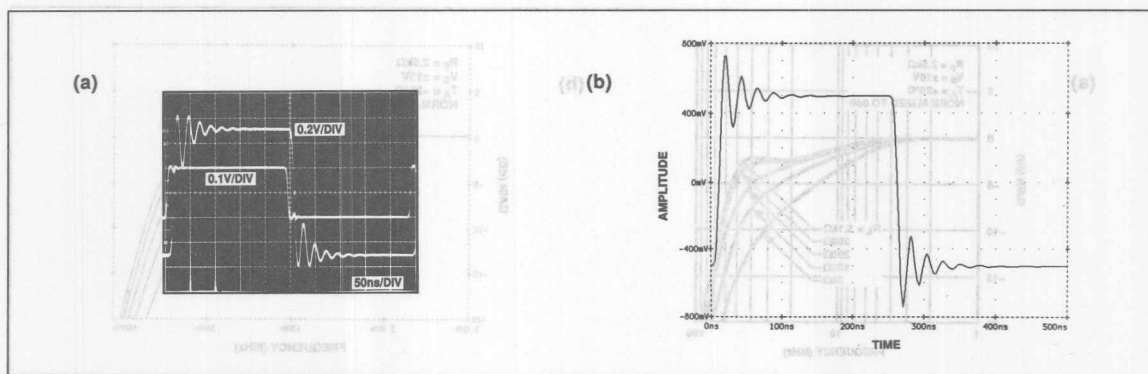 (a)
0.2V/DIV
0.1V/DIV
50ns/DIV
(b)
800mV
400mV
0mV
-400mV
-800mV
AMPLITUDE
0ns
100ns
200ns
300ns
400ns
500ns
TIME